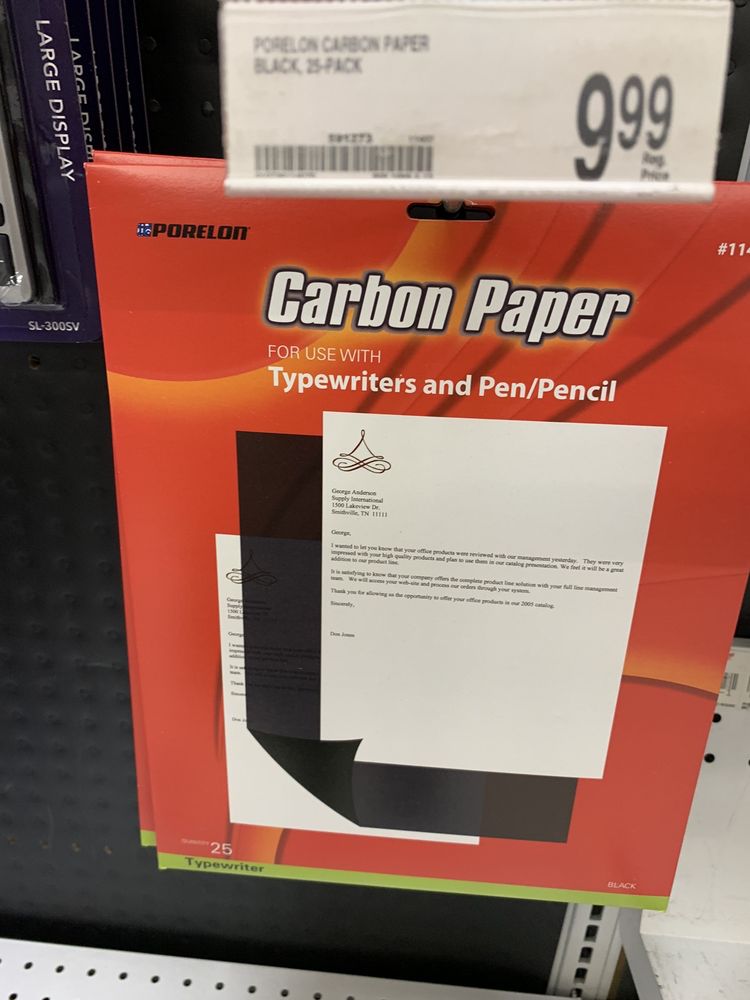 LARGE DISPLAY
LARGE DISPL
SL-300SV
PORELON CARBON PAPER
BLACK, 25-PACK
591273
9.99
Reg.
Price
PORELON
#114
Carbon Paper
FOR USE WITH
Typewriters and Pen/Pencil
George Anderson
Supply International
1500 Lakeview Dr.
Smithville, TN 11111
George,
I wanted to let you know that your office products were reviewed with our management yesterday. They were very
impressed with your high quality products and plan to use them in our catalog presentation. We feel it will be a great
addition to our product line.
It is satisfying to know that your company offers the complete product line solution with your full line management
team. We will access your web-site and process our orders through your system.
Thank you for allowing us the opportunity to offer your office products in our 2005 catalog.
Sincerely,
Don Jones
QUANTITY 25
Typewriter
BLACK